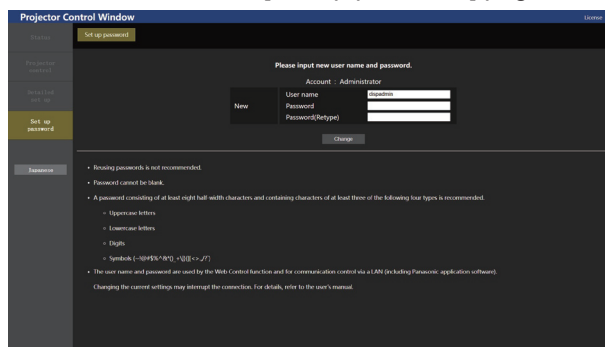 Projector Control Window
License
Status
Set up password
Projector control
Detailed set up
Set up password
Japanese
Please input new user name and password.
Account : Administrator
New
User name
dispadmin
Password
Password(Retype)
Change
• Reusing passwords is not recommended.
• Password cannot be blank.
• A password consisting of at least eight half-width characters and containing characters of at least three of the following four types is recommended.
○ Uppercase letters
○ Lowercase letters
○ Digits
○ Symbols
• The user name and password are used by the Web Control function and for communication control via a LAN (including Panasonic application software).
Changing the current settings may interrupt the connection. For details, refer to the user's manual.